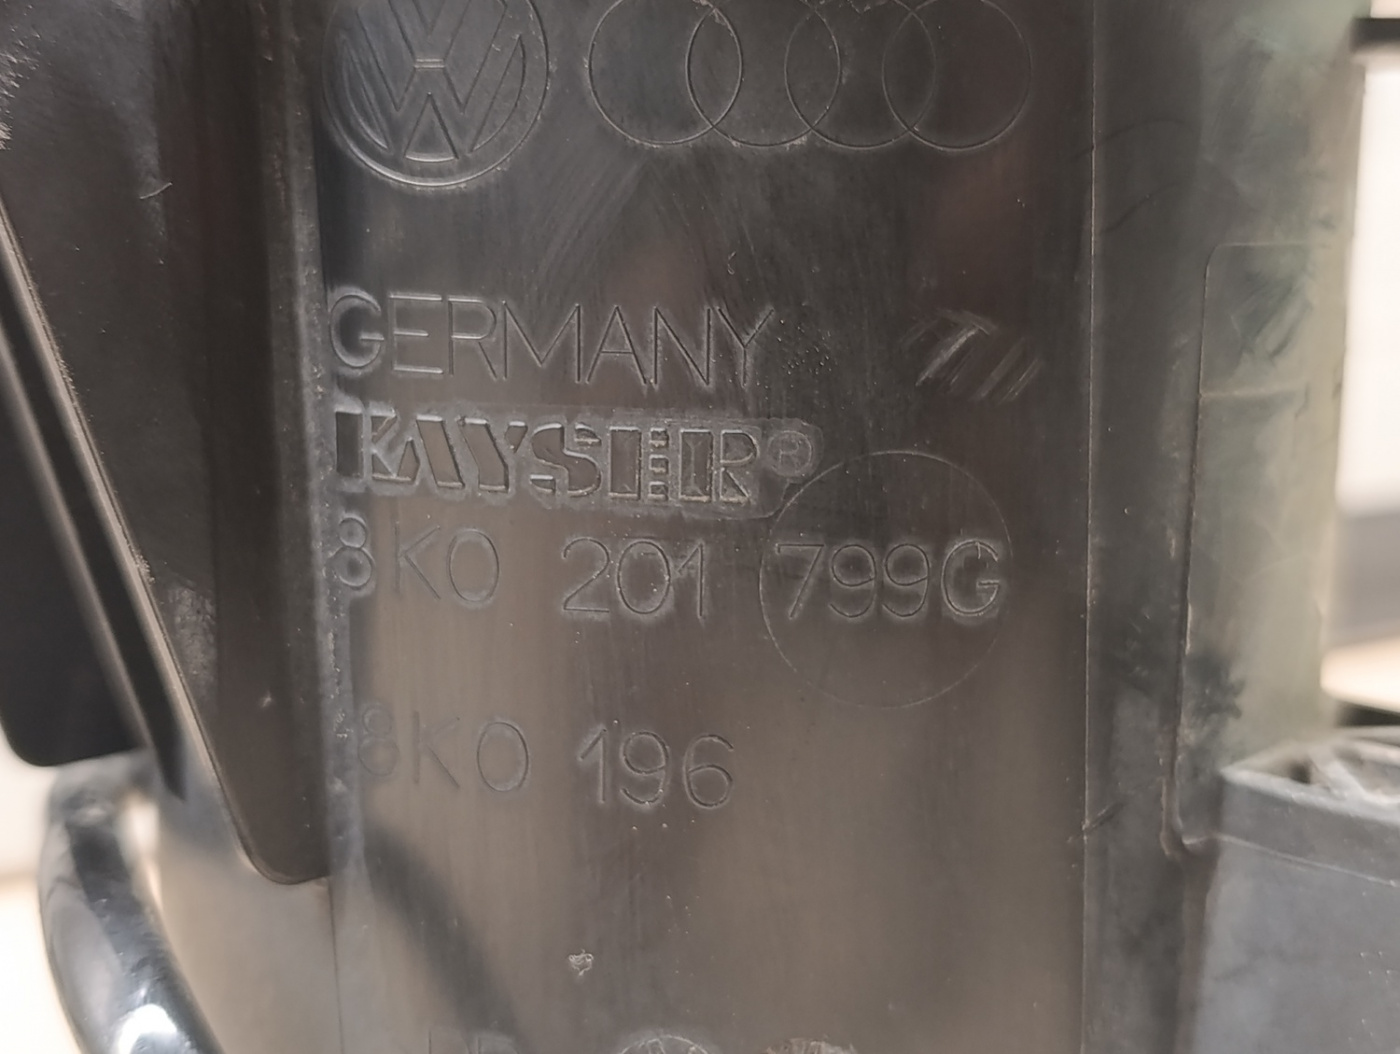 GERMANY
KAYSER®
8K0 201 799G
8K0 196